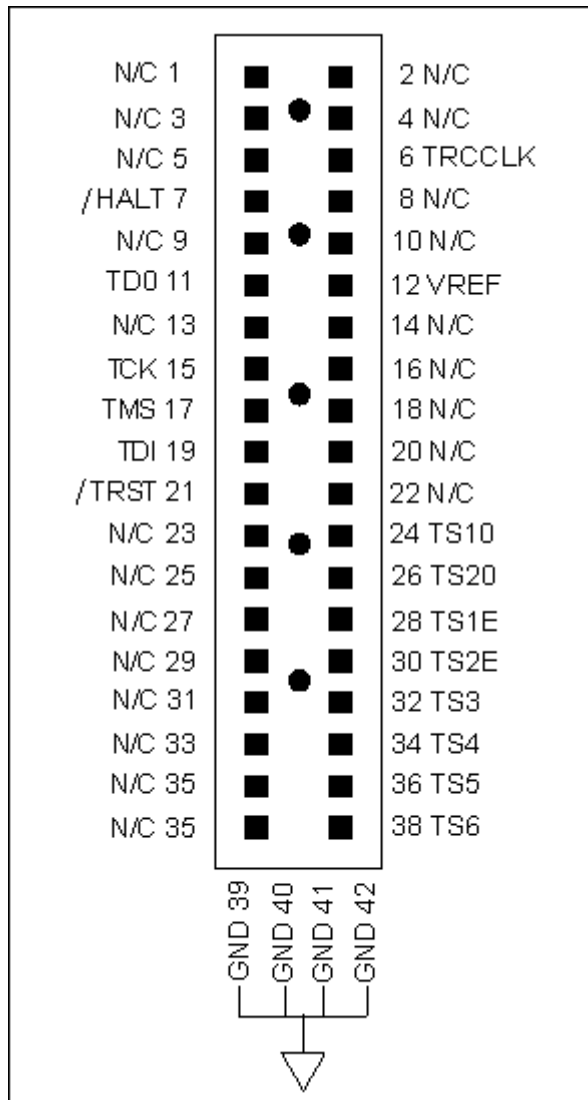 N/C 1 2 N/C
N/C 3 4 N/C
N/C 5 6 TRCCLK
/HALT 7 8 N/C
N/C 9 10 N/C
TD0 11 12 VREF
N/C 13 14 N/C
TCK 15 16 N/C
TMS 17 18 N/C
TDI 19 20 N/C
/TRST 21 22 N/C
N/C 23 24 TS10
N/C 25 26 TS20
N/C 27 28 TS1E
N/C 29 30 TS2E
N/C 31 32 TS3
N/C 33 34 TS4
N/C 35 36 TS5
N/C 35 38 TS6
GND 39
GND 40
GND 41
GND 42